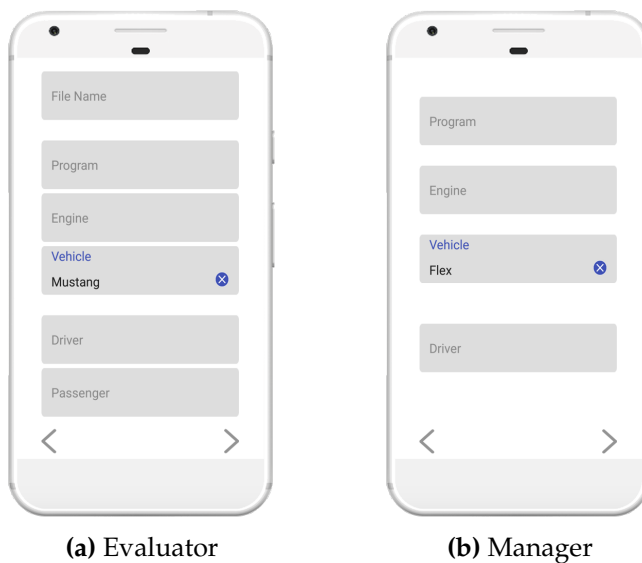 File Name
Program
Engine
Vehicle
Mustang
Driver
Passenger
(a) Evaluator
Program
Engine
Vehicle
Flex
Driver
(b) Manager